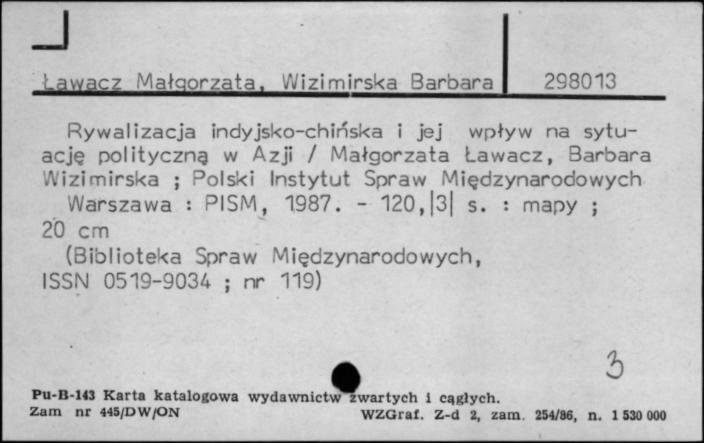 Ławacz Małgorzata, Wizimirska Barbara 298013
Rywalizacja indyjsko-chińska i jej wpływ na sytu-
ację polityczną w Azji / Małgorzata Ławacz, Barbara
Wizimirska ; Polski Instytut Spraw Międzynarodowych
Warszawa : PISM, 1987. - 120,|3| s. : mapy ;
20 cm
(Biblioteka Spraw Międzynarodowych,
ISSN 0519-9034 ; nr 119)
3
Pu-B-143 Karta katalogowa wydawnictw zwartych i ciągłych.
Zam nr 445/DW/ON WZGraf. Z-d 2, zam. 254/86, n. 1 530 000